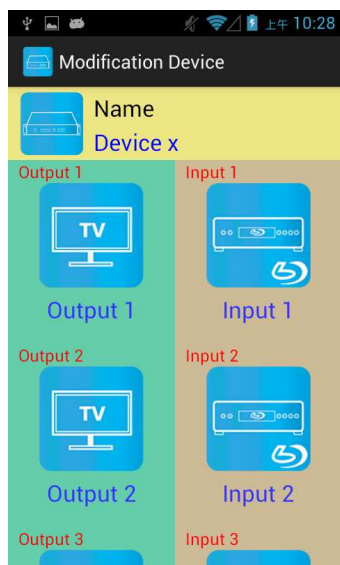 上午 10:28
Modification Device
Name
Device x
Output 1
Input 1
TV
Output 1
Input 1
Output 2
Input 2
TV
Output 2
Input 2
Output 3
Input 3